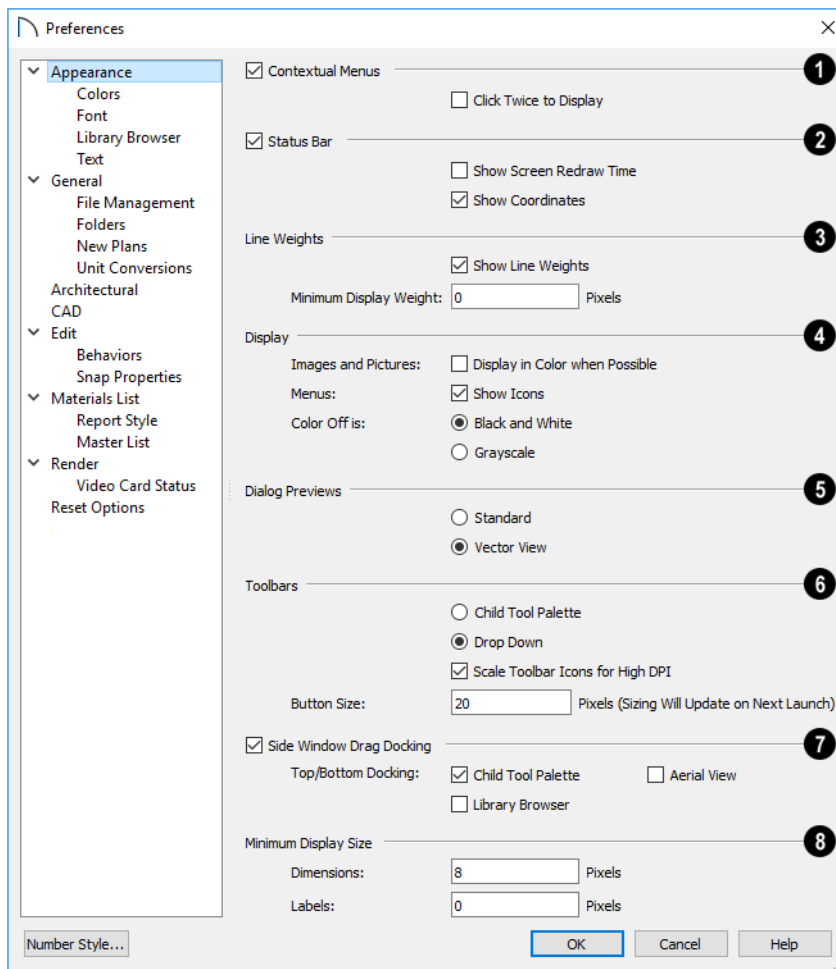 Preferences
Appearance
Colors
Font
Library Browser
Text
General
File Management
Folders
New Plans
Unit Conversions
Architectural
CAD
Edit
Behaviors
Snap Properties
Materials List
Report Style
Master List
Render
Video Card Status
Reset Options
Contextual Menus 1
Click Twice to Display
Status Bar 2
Show Screen Redraw Time
Show Coordinates
Line Weights 3
Show Line Weights
Minimum Display Weight: 0 Pixels
Display 4
Images and Pictures: Display in Color when Possible
Menus: Show Icons
Color Off is: Black and White
Grayscale
Dialog Previews 5
Standard
Vector View
Toolbars 6
Child Tool Palette
Drop Down
Scale Toolbar Icons for High DPI
Button Size: 20 Pixels (Sizing Will Update on Next Launch)
Side Window Drag Docking 7
Top/Bottom Docking: Child Tool Palette Aerial View
Library Browser
Minimum Display Size 8
Dimensions: 8 Pixels
Labels: 0 Pixels
Number Style... OK Cancel Help